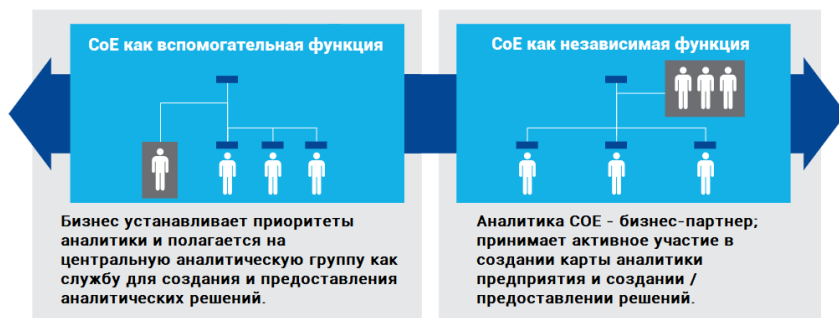 CoE как вспомогательная функция
Бизнес устанавливает приоритеты
аналитики и полагается на
центральную аналитическую группу как
службу для создания и предоставления
аналитических решений.
CoE как независимая функция
Аналитика COE - бизнес-партнер;
принимает активное участие в
создании карты аналитики
предприятия и создании /
предоставлении решений.